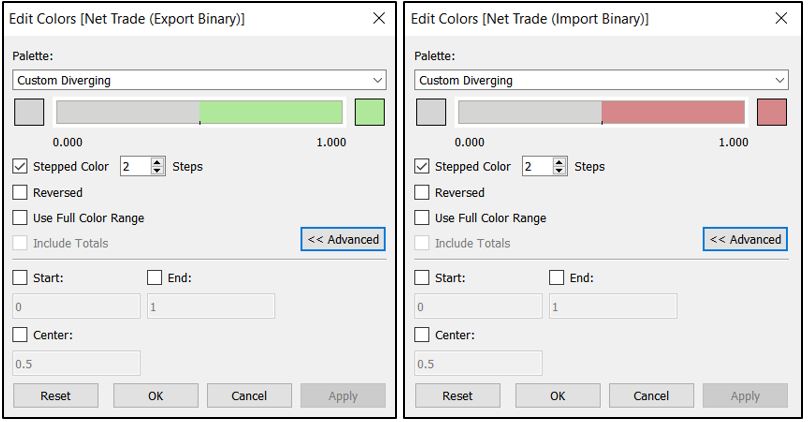 Edit Colors [Net Trade (Export Binary)]
Palette:
Custom Diverging
0.000 1.000
Stepped Color 2 Steps
Reversed
Use Full Color Range
Include Totals
<< Advanced
Start: End:
0 1
Center:
0.5
Reset OK Cancel Apply
Edit Colors [Net Trade (Import Binary)]
Palette:
Custom Diverging
0.000 1.000
Stepped Color 2 Steps
Reversed
Use Full Color Range
Include Totals
<< Advanced
Start: End:
0 1
Center:
0.5
Reset OK Cancel Apply